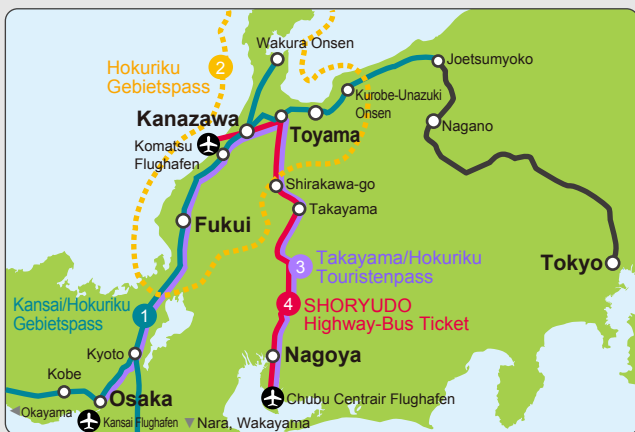 Hokuriku
Gebietspass
2
Wakura Onsen
Joetsumyoko
Kurobe-Unazuki
Onsen
Kanazawa
Toyama
Komatsu
Flughafen
Nagano
Shirakawa-go
Takayama
Fukui
Tokyo
3
Takayama/Hokuriku
Touristenpass
4
SHORYUDO
Highway-Bus Ticket
Kansai/Hokuriku
Gebietspass
1
Kyoto
Nagoya
Kobe
Osaka
Chubu Centrair Flughafen
Okayama
Kansai Flughafen
Nara, Wakayama